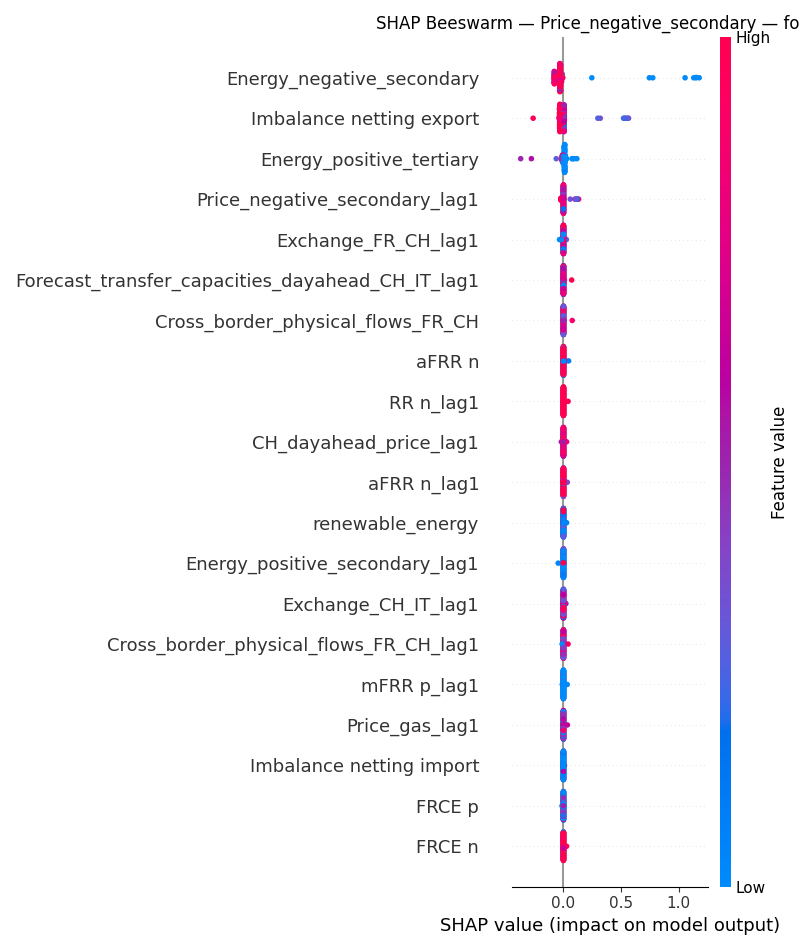 SHAP Beeswarm — Price_negative_secondary — fo
High
Energy_negative_secondary
Imbalance netting export
Energy_positive_tertiary
Price_negative_secondary_lag1
Exchange_FR_CH_lag1
Forecast_transfer_capacities_dayahead_CH_IT_lag1
Cross_border_physical_flows_FR_CH
aFRR n
RR n_lag1
CH_dayahead_price_lag1
aFRR n_lag1
renewable_energy
Energy_positive_secondary_lag1
Exchange_CH_IT_lag1
Cross_border_physical_flows_FR_CH_lag1
mFRR p_lag1
Price_gas_lag1
Imbalance netting import
FRCE p
FRCE n
Feature value
Low
0.0 0.5 1.0
SHAP value (impact on model output)